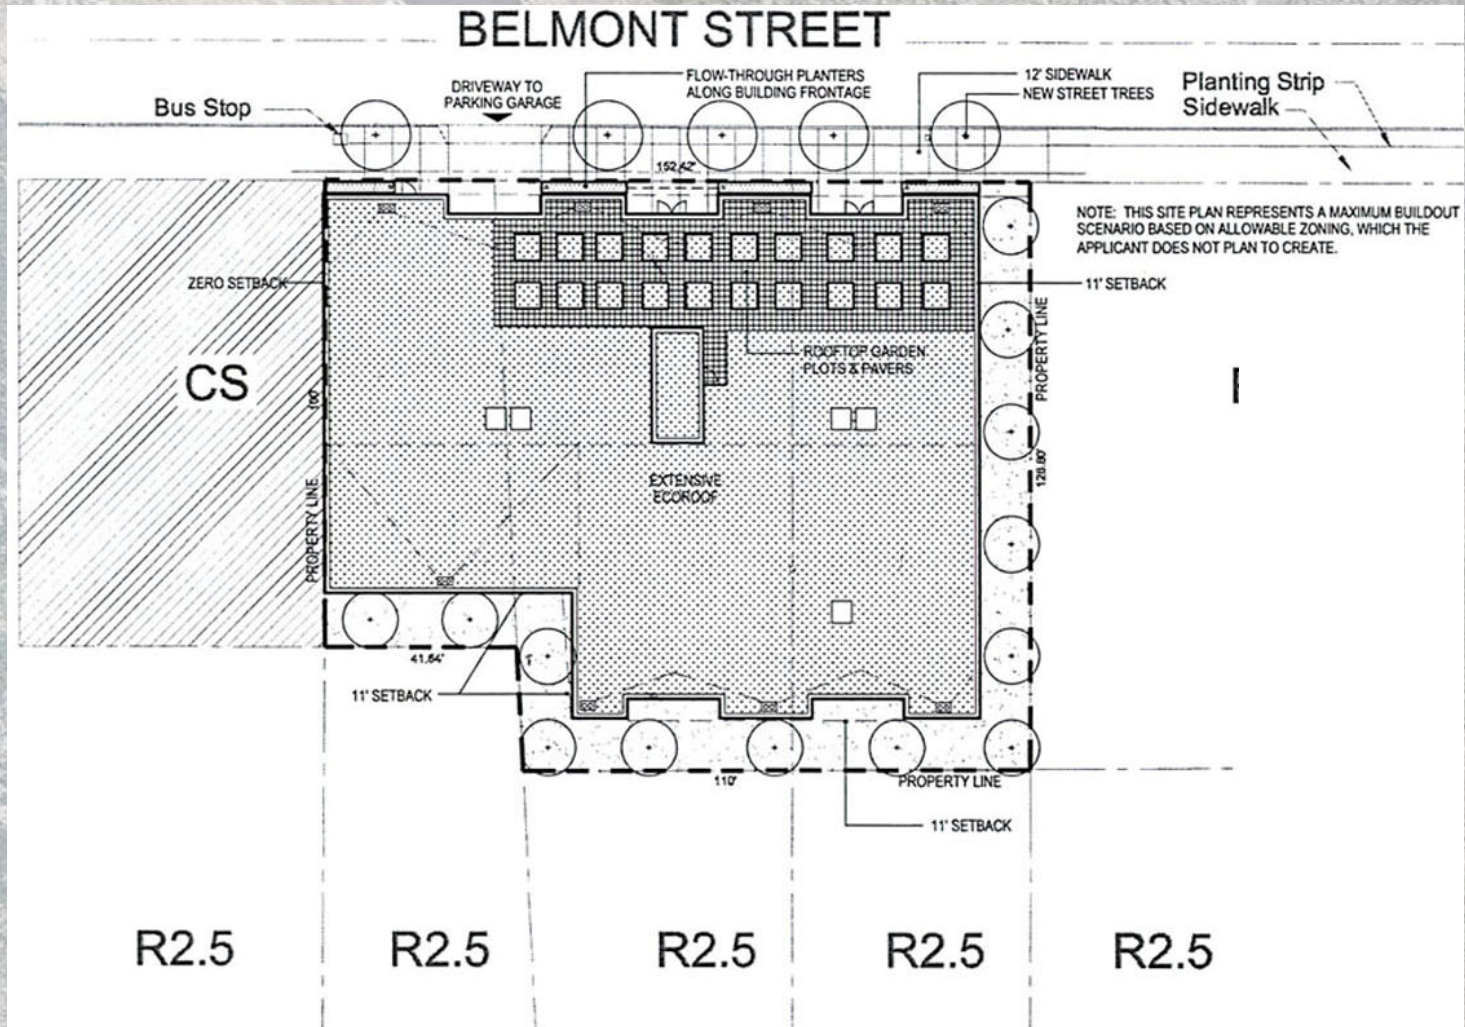 BELMONT STREET
Bus Stop
DRIVEWAY TO
PARKING GARAGE
FLOW-THROUGH PLANTERS
ALONG BUILDING FRONTAGE
12' SIDEWALK
NEW STREET TREES
Planting Strip
Sidewalk
152.42'
NOTE: THIS SITE PLAN REPRESENTS A MAXIMUM BUILDOUT
SCENARIO BASED ON ALLOWABLE ZONING, WHICH THE
APPLICANT DOES NOT PLAN TO CREATE.
ZERO SETBACK
11' SETBACK
PROPERTY LINE
ROOFTOP GARDEN
PLOTS & PAVERS
CS
I
100'
128.80'
EXTENSIVE
ECOROOF
PROPERTY LINE
41.64'
11' SETBACK
110'
PROPERTY LINE
11' SETBACK
R2.5
R2.5
R2.5
R2.5
R2.5